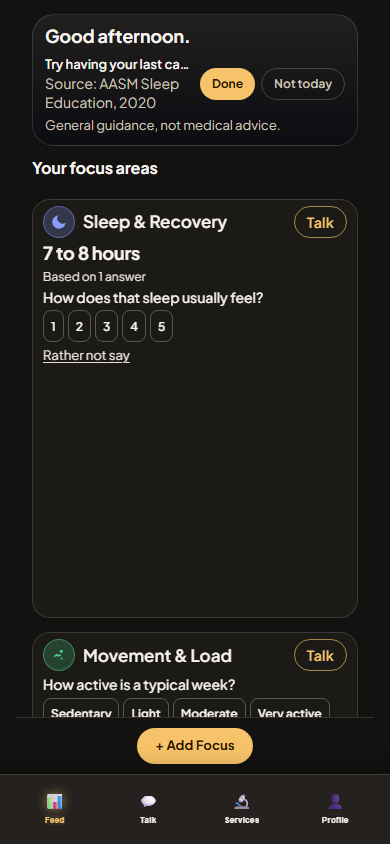 Good afternoon.
Try having your last ca...
Source: AASM Sleep
Education, 2020
Done
Not today
General guidance, not medical advice.
Your focus areas
Sleep & Recovery
Talk
7 to 8 hours
Based on 1 answer
How does that sleep usually feel?
1 2 3 4 5
Rather not say
Movement & Load
Talk
How active is a typical week?
Sedentary Light Moderate Very active
+ Add Focus
Feed Talk Services Profile